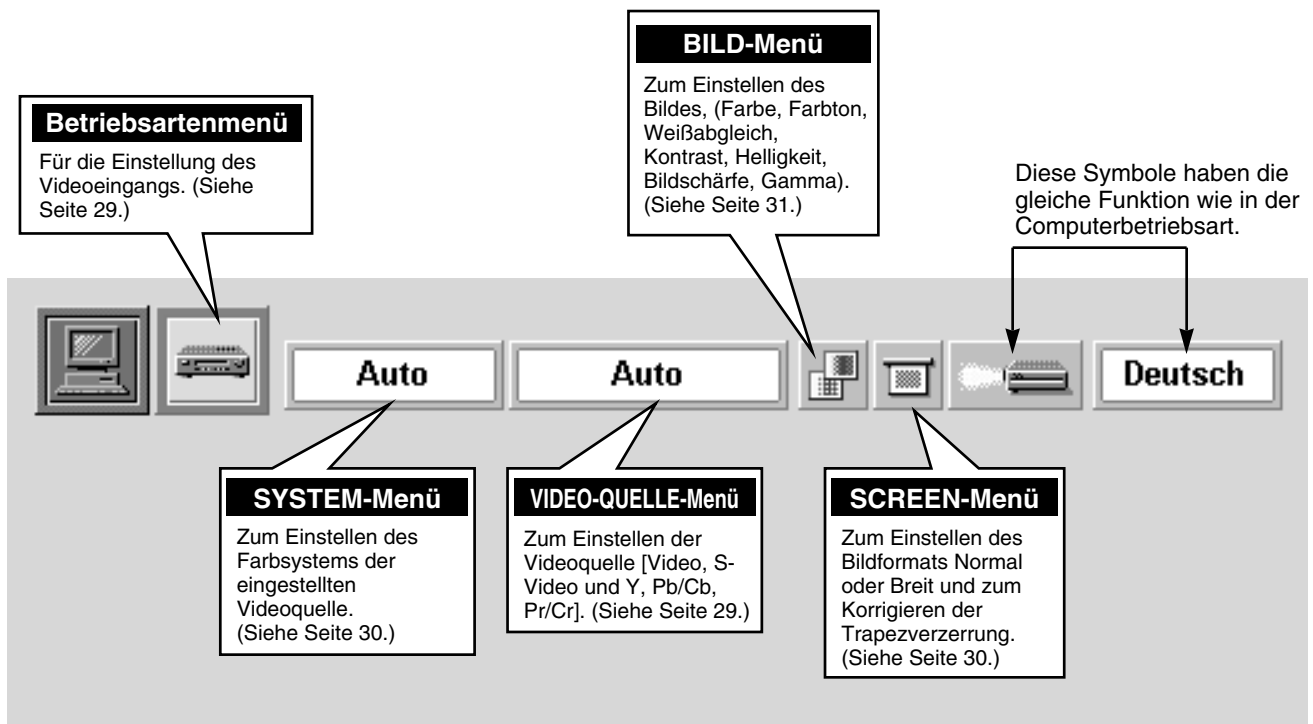 BILD-Menü
Zum Einstellen des
Bildes, (Farbe, Farbton,
Weißabgleich,
Kontrast, Helligkeit,
Bildschärfe, Gamma).
(Siehe Seite 31.)
Betriebsartenmenü
Für die Einstellung des
Videoeingangs. (Siehe
Seite 29.)
Diese Symbole haben die
gleiche Funktion wie in der
Computerbetriebsart.
Auto
Auto
Deutsch
SYSTEM-Menü
Zum Einstellen des
Farbsystems der
eingestellten
Videoquelle.
(Siehe Seite 30.)
VIDEO-QUELLE-Menü
Zum Einstellen der
Videoquelle [Video, S-
Video und Y, Pb/Cb,
Pr/Cr]. (Siehe Seite 29.)
SCREEN-Menü
Zum Einstellen des
Bildformats Normal
oder Breit und zum
Korrigieren der
Trapezverzerrung.
(Siehe Seite 30.)